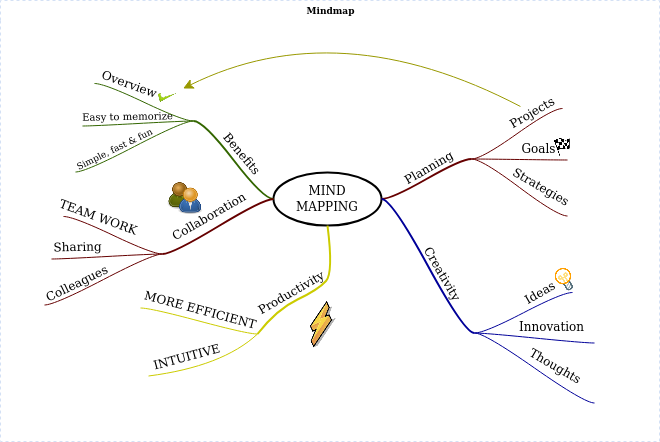 Mindmap
MIND
MAPPING
Benefits
Overview
Easy to memorize
Simple, fast & fun
Collaboration
TEAM WORK
Sharing
Colleagues
Productivity
MORE EFFICIENT
INTUITIVE
Planning
Projects
Goals
Strategies
Creativity
Ideas
Innovation
Thoughts